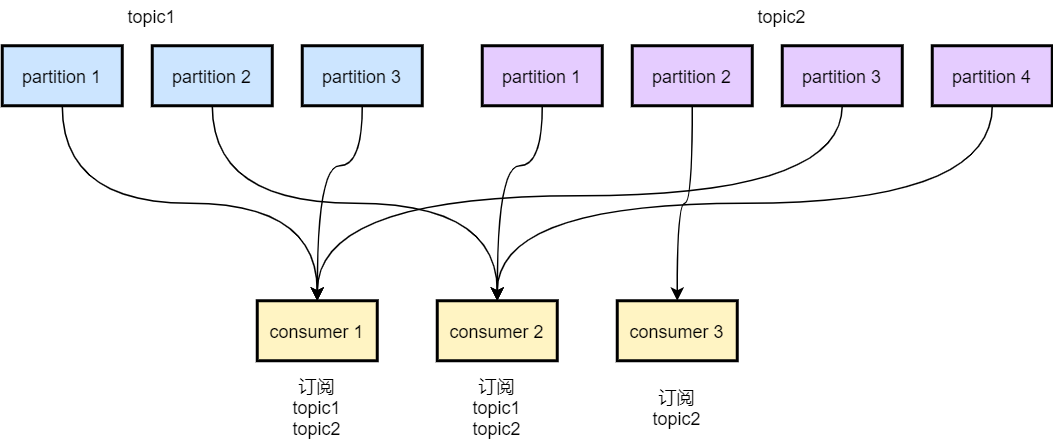 topic1
topic2
partition 1
partition 2
partition 3
partition 1
partition 2
partition 3
partition 4
consumer 1
consumer 2
consumer 3
订阅
topic1
topic2
订阅
topic1
topic2
订阅
topic2